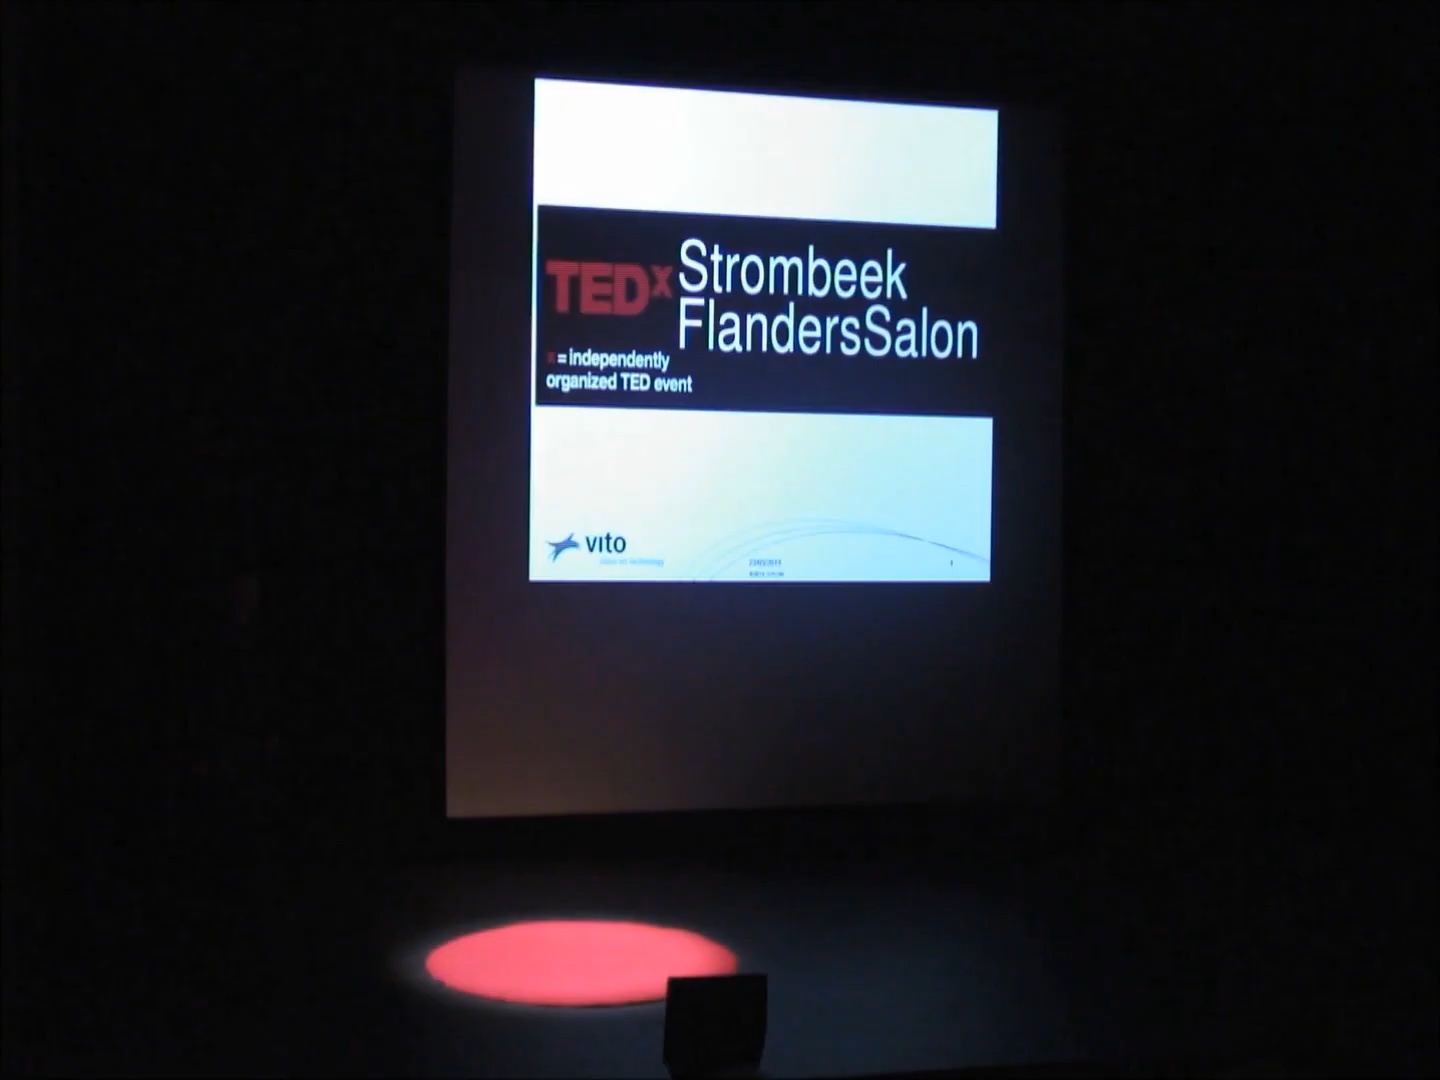 TEDx Strombeek
FlandersSalon
x = independently
organized TED event
vito